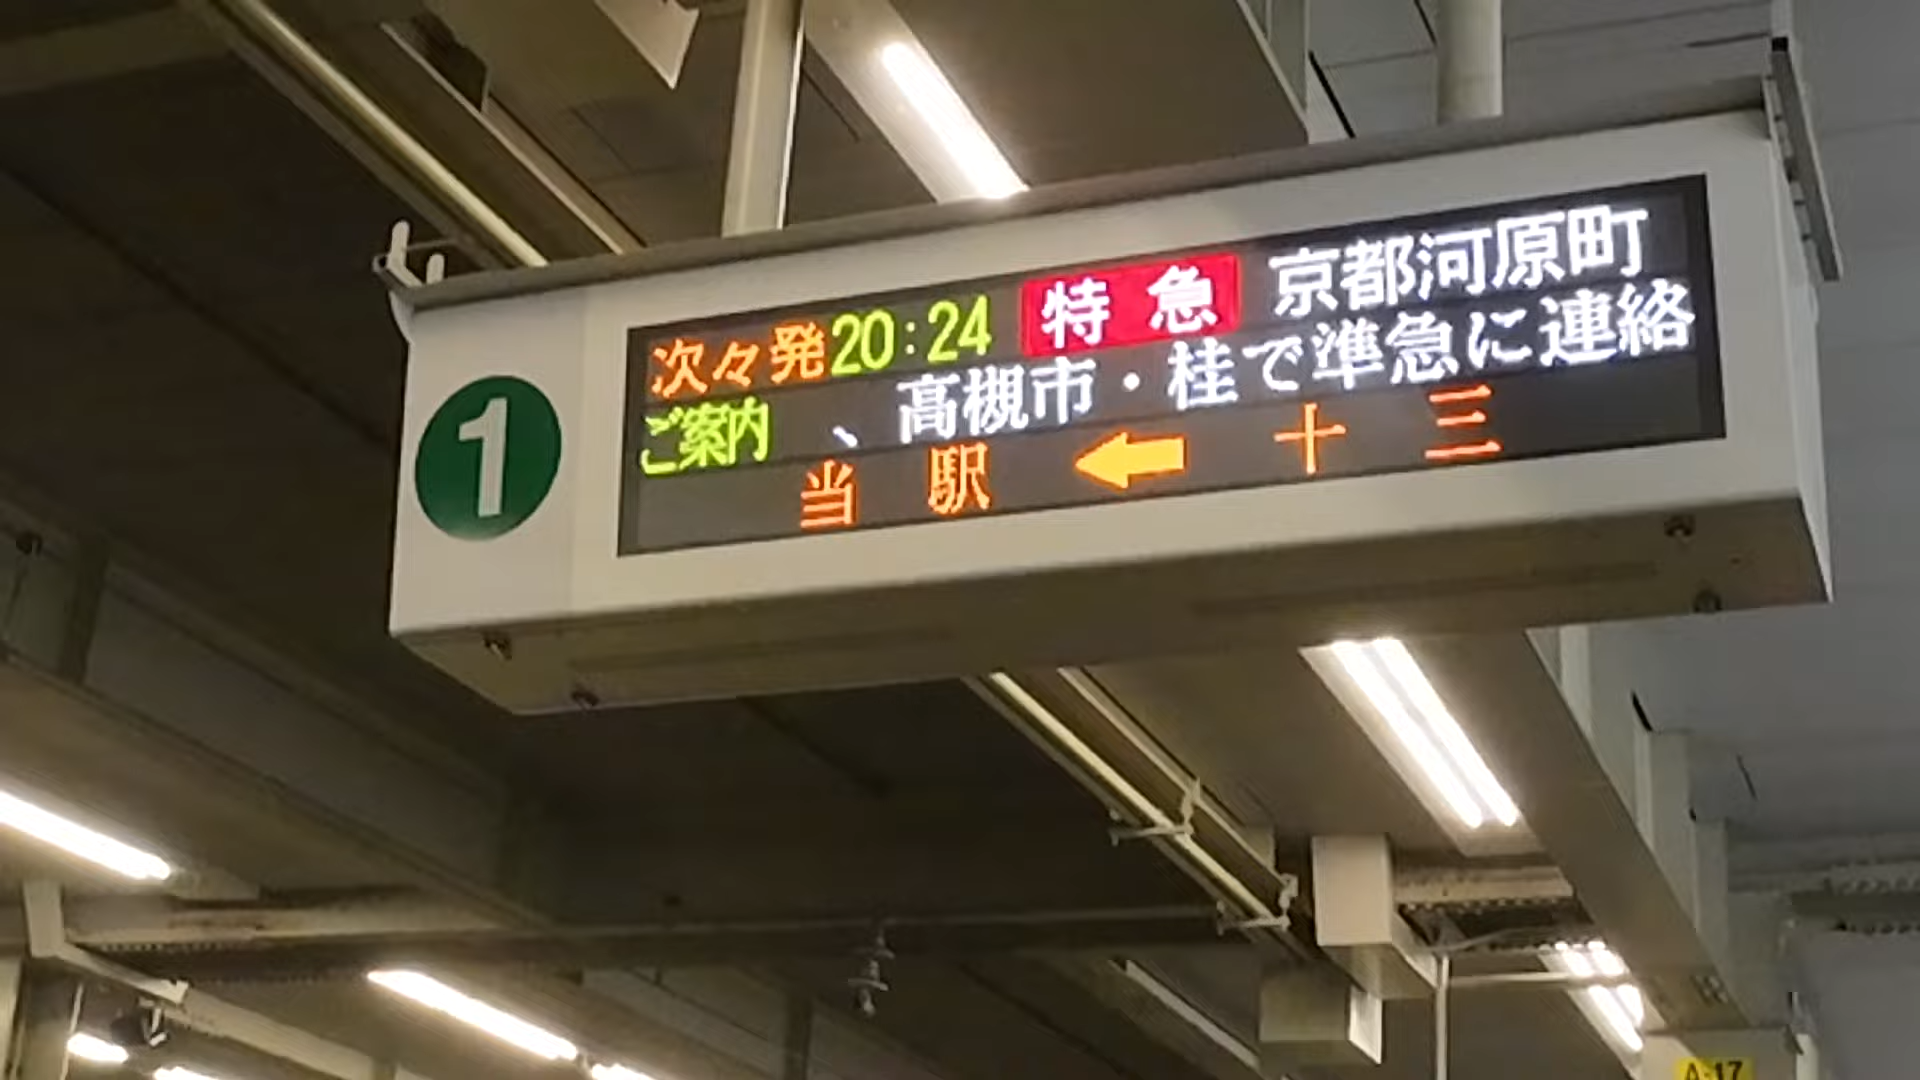 1
次々発20:24 特急 京都河原町
ご案内 、高槻市・桂で準急に連絡
当駅 ← 十三
A-17